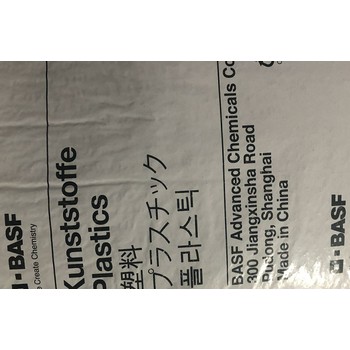 BASF
Create Chemistry
Kunststoffe
Plastics
塑料
プラスチック
플라스틱
BASF Advanced Chemicals Co
300 Jiangxinsha Road
Pudong, Shanghai
Made in China
BASF